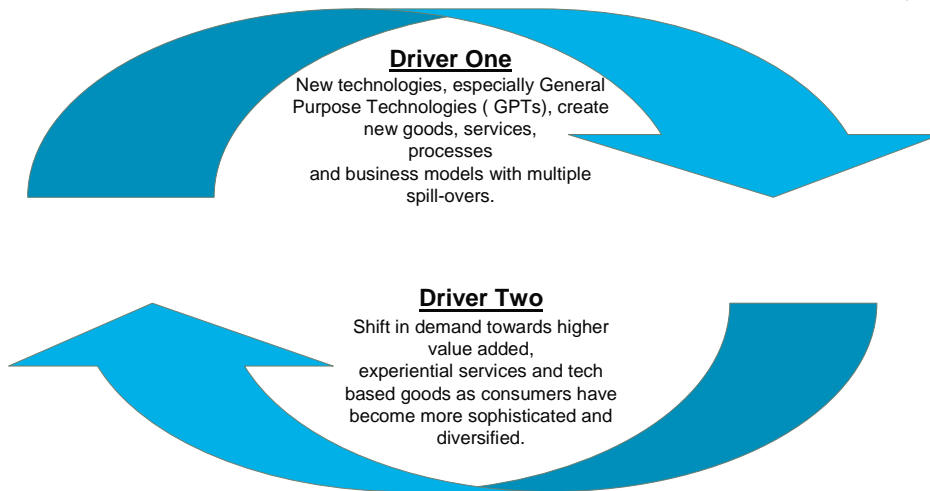 Driver One
New technologies, especially General
Purpose Technologies ( GPTs), create
new goods, services,
processes
and business models with multiple
spill-overs.
Driver Two
Shift in demand towards higher
value added,
experiential services and tech
based goods as consumers have
become more sophisticated and
diversified.